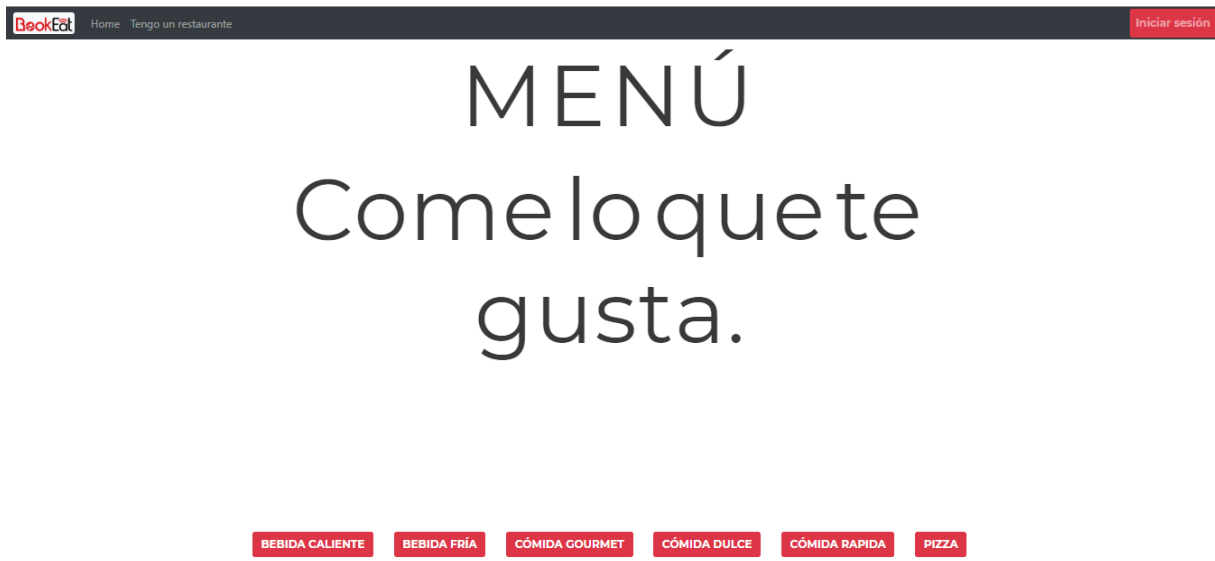 BookEat Home Tengo un restaurante Iniciar sesión
MENÚ
Come lo que te
gusta.
BEBIDA CALIENTE BEBIDA FRÍA CÓMIDA GOURMET CÓMIDA DULCE CÓMIDA RAPIDA PIZZA